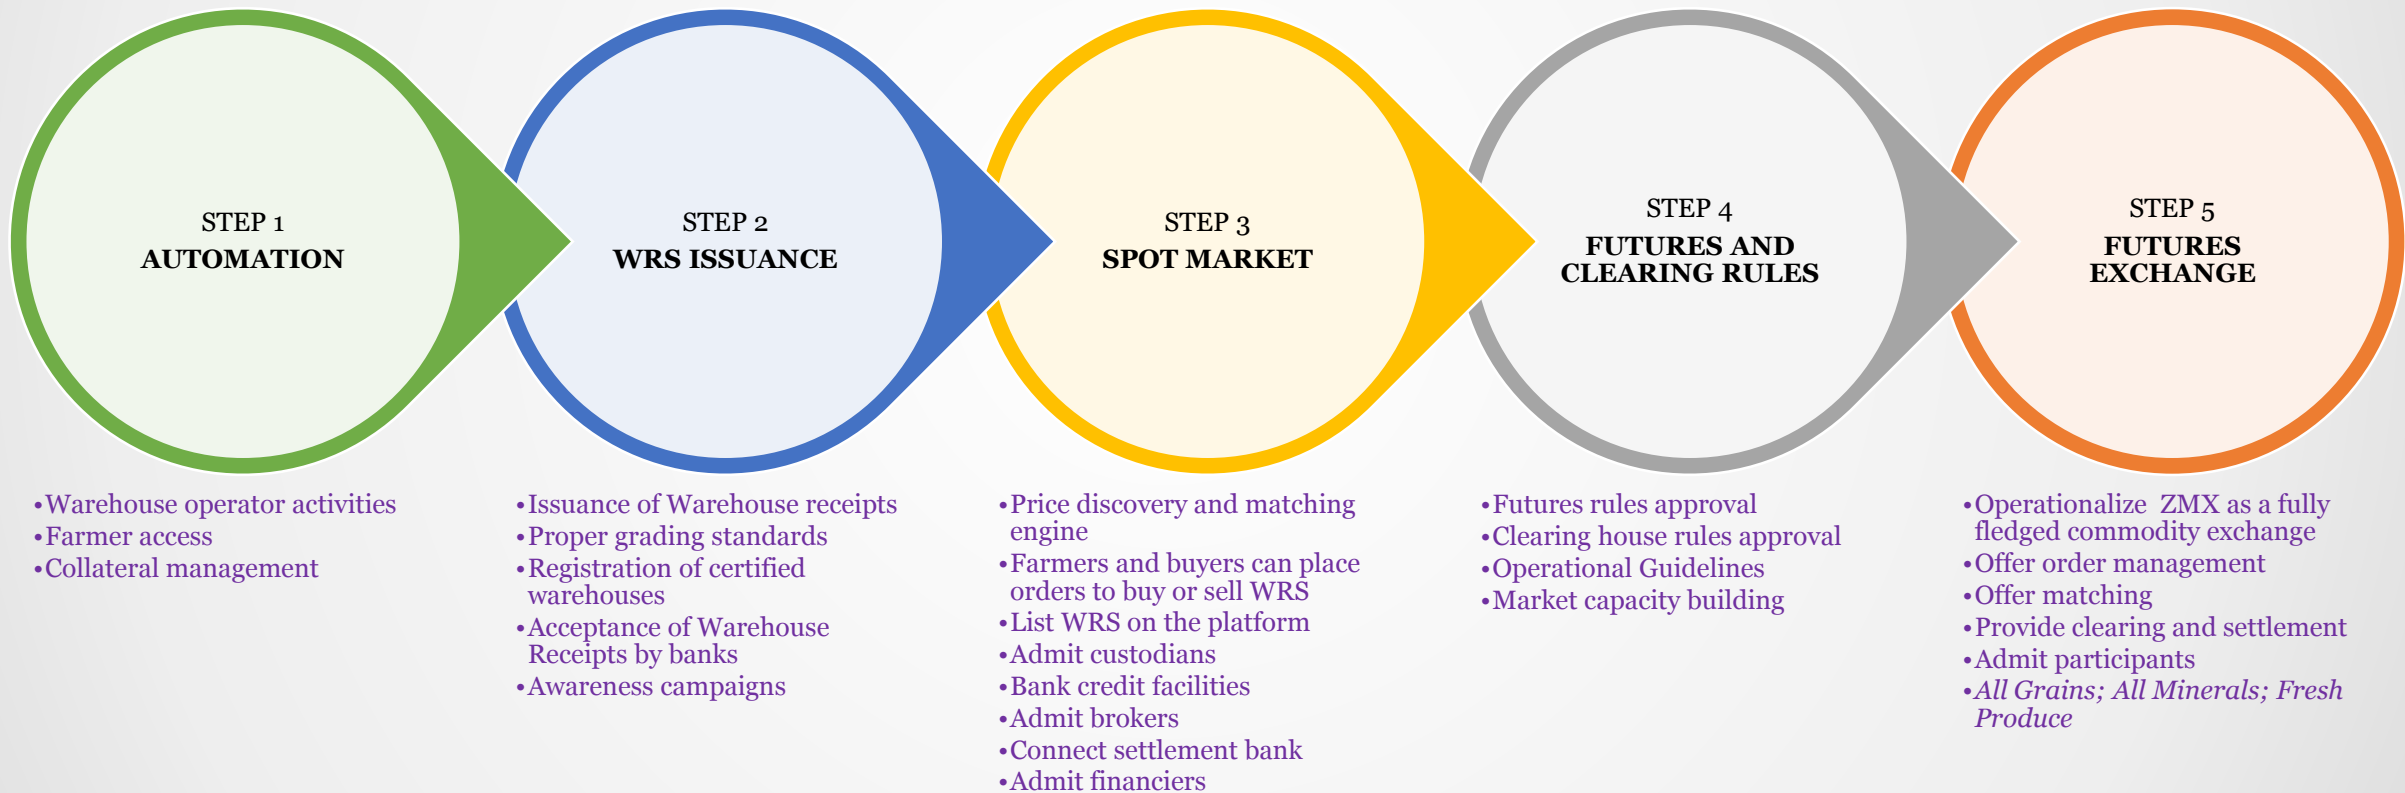 STEP 1
AUTOMATION
•Warehouse operator activities
•Farmer access
•Collateral management
STEP 2
WRS ISSUANCE
•Issuance of Warehouse receipts
•Proper grading standards
•Registration of certified
warehouses
•Acceptance of Warehouse
Receipts by banks
•Awareness campaigns
STEP 3
SPOT MARKET
•Price discovery and matching
engine
•Farmers and buyers can place
orders to buy or sell WRS
•List WRS on the platform
•Admit custodians
•Bank credit facilities
•Admit brokers
•Connect settlement bank
•Admit financiers
STEP 4
FUTURES AND
CLEARING RULES
•Futures rules approval
•Clearing house rules approval
•Operational Guidelines
•Market capacity building
STEP 5
FUTURES
EXCHANGE
•Operationalize ZMX as a fully
fledged commodity exchange
•Offer order management
•Offer matching
•Provide clearing and settlement
•Admit participants
•All Grains; All Minerals; Fresh
Produce